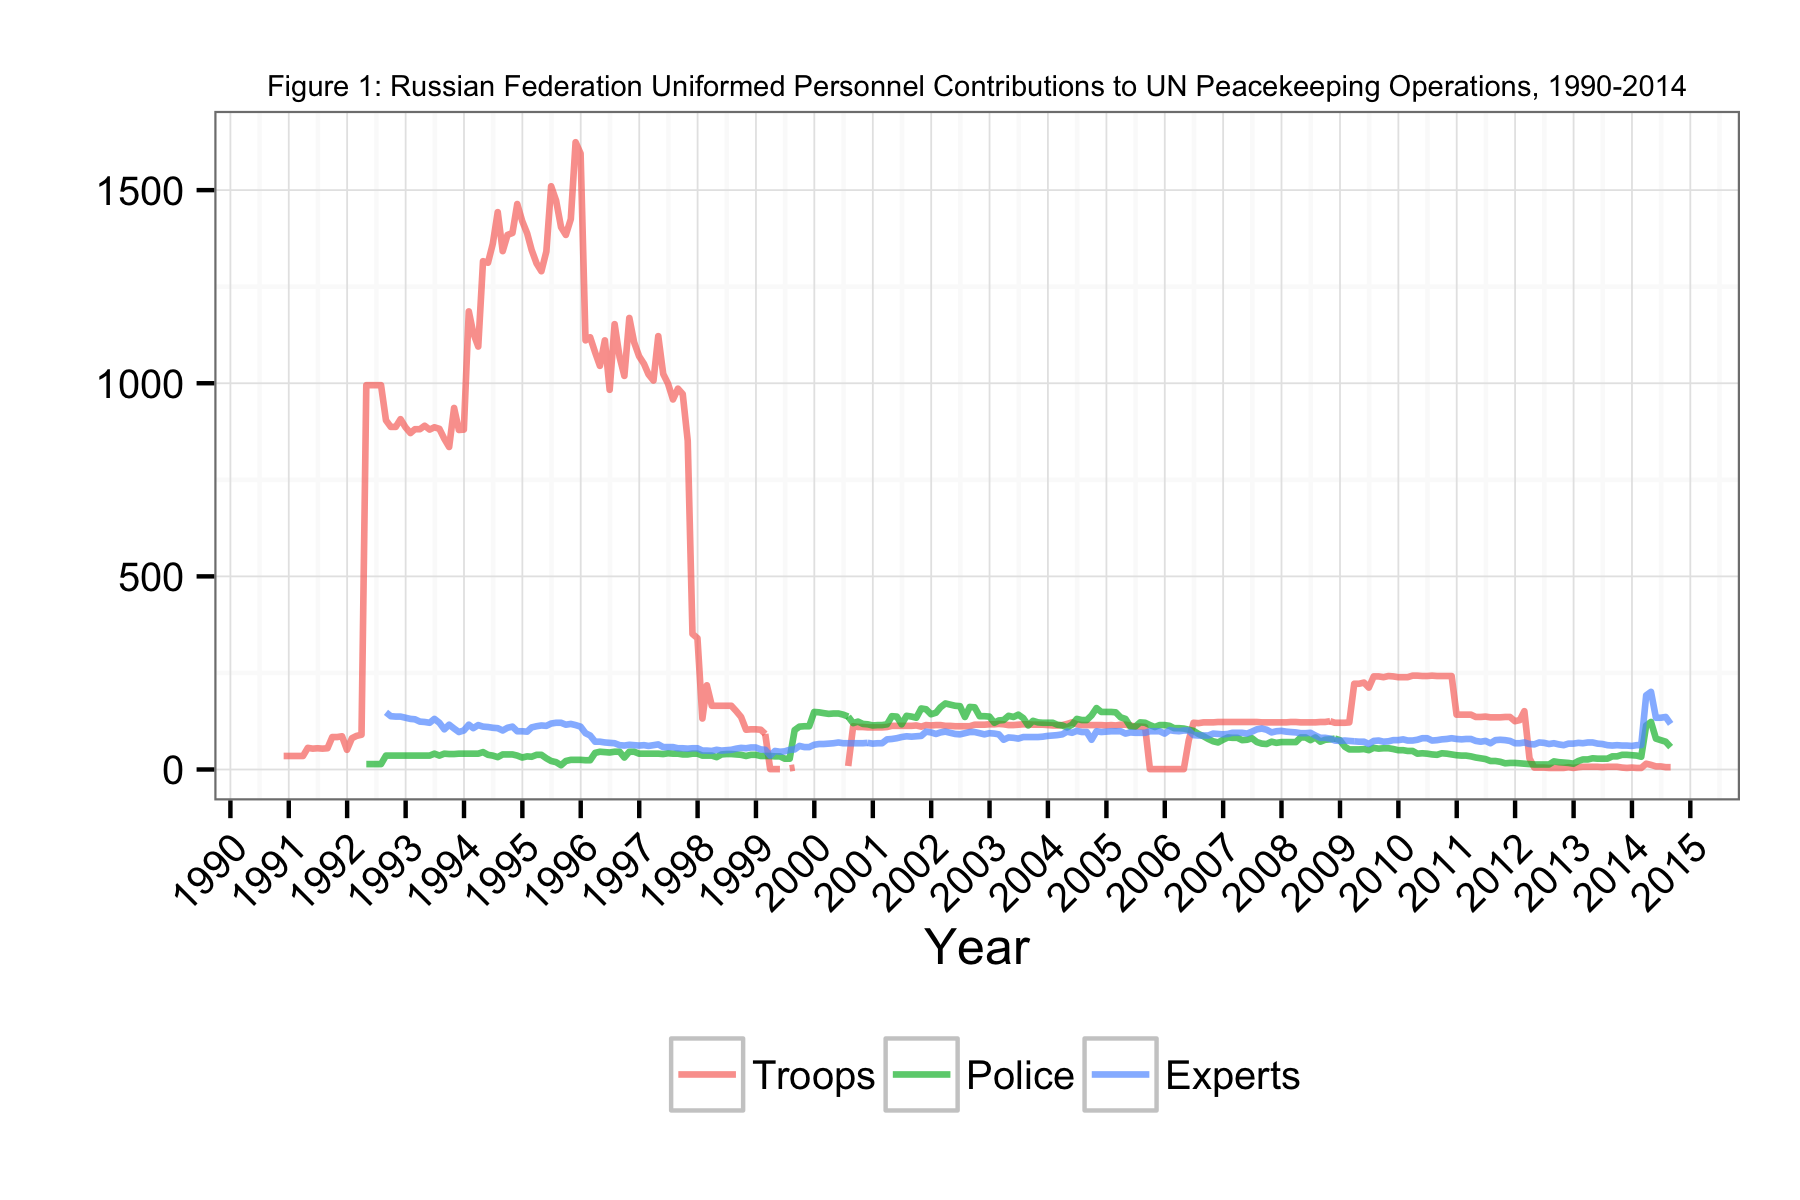 Figure 1: Russian Federation Uniformed Personnel Contributions to UN Peacekeeping Operations, 1990-2014
1500
1000
500
0
1990 1991 1992 1993 1994 1995 1996 1997 1998 1999 2000 2001 2002 2003 2004 2005 2006 2007 2008 2009 2010 2011 2012 2013 2014 2015
Year
Troops Police Experts